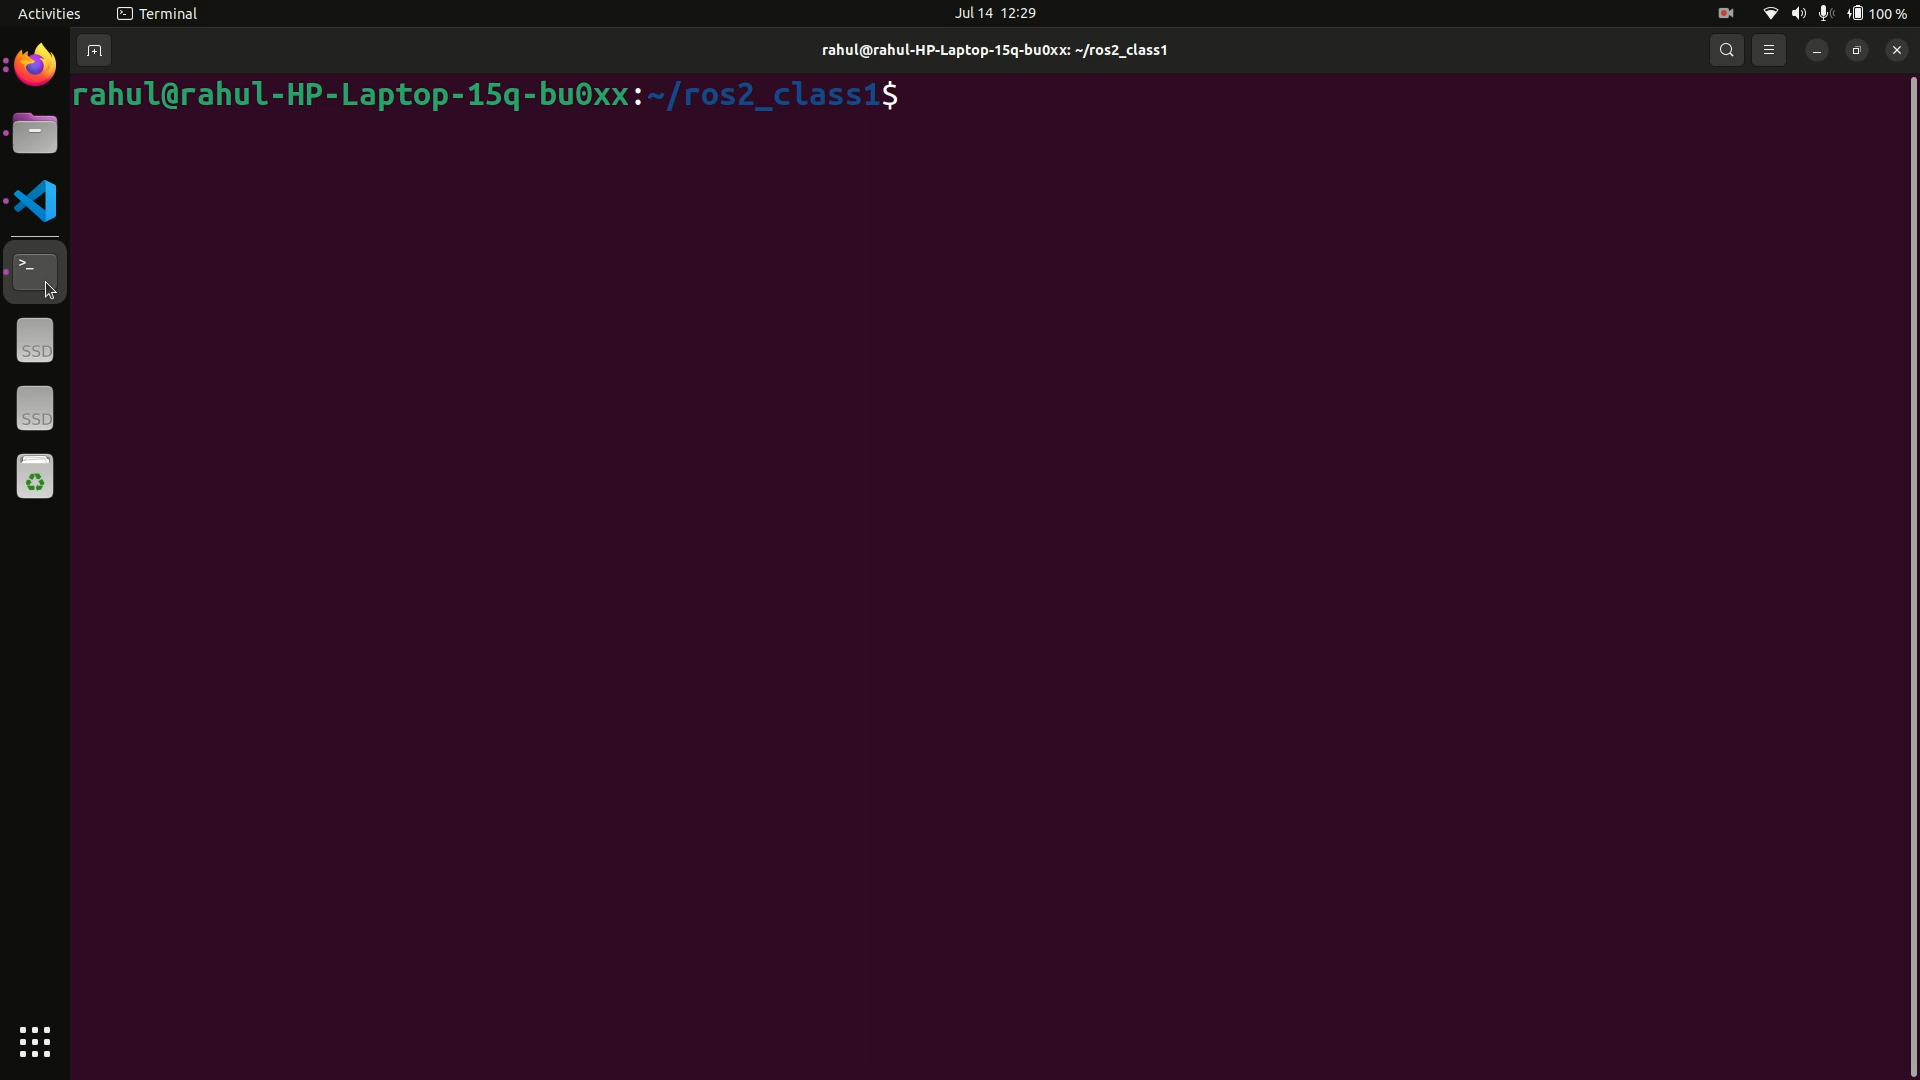 Activities Terminal Jul 14 12:29 100 %
rahul@rahul-HP-Laptop-15q-bu0xx: ~/ros2_class1
rahul@rahul-HP-Laptop-15q-bu0xx:~/ros2_class1$
>_
SSD
SSD